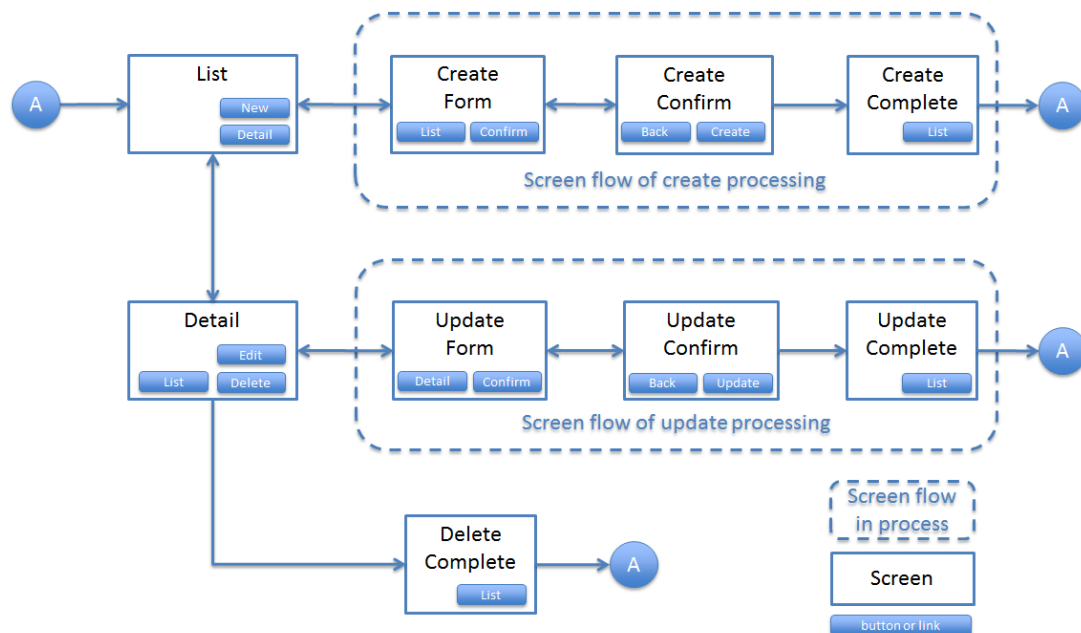 List
New
Detail
A
Create
Form
List
Confirm
Create
Confirm
Back
Create
Create
Complete
List
A
Screen flow of create processing
Detail
Edit
List
Delete
Update
Form
Detail
Confirm
Update
Confirm
Back
Update
Update
Complete
List
A
Screen flow of update processing
Delete
Complete
List
A
Screen flow
in process
Screen
button or link